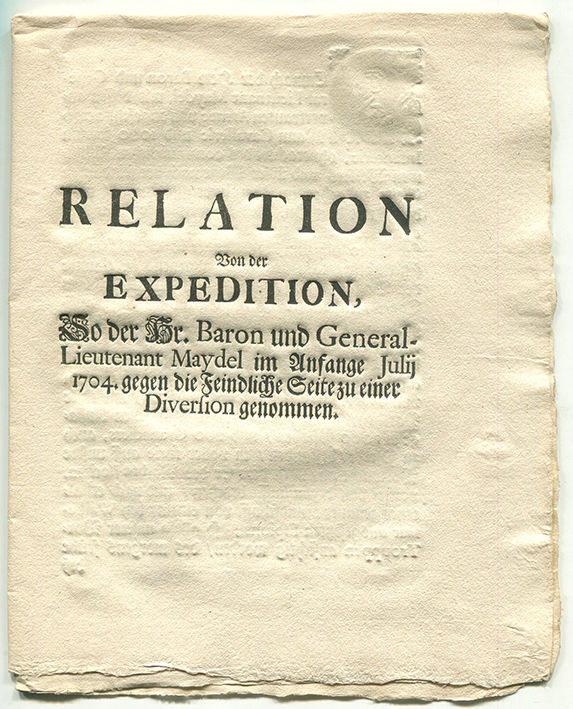 RELATION
Von der
EXPEDITION,
So der Hr. Baron und General-
Lieutenant Maydel im Anfange Julij
1704. gegen die Feindliche Seite zu einer
Diversion genommen.